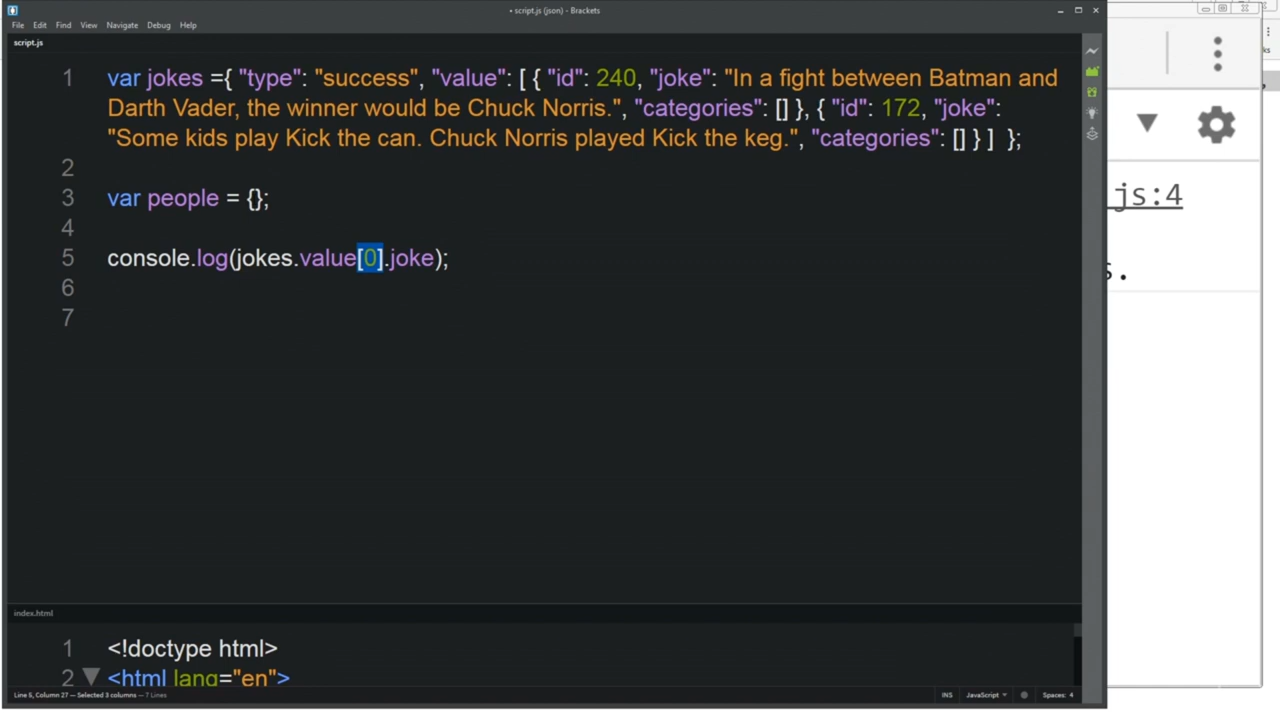 • script.js (json) - Brackets
File Edit Find View Navigate Debug Help
script.js
1 var jokes ={ "type": "success", "value": [ { "id": 240, "joke": "In a fight between Batman and
Darth Vader, the winner would be Chuck Norris.", "categories": [] }, { "id": 172, "joke":
"Some kids play Kick the can. Chuck Norris played Kick the keg.", "categories": [] } ]  };
2
3 var people = {};
4
5 console.log(jokes.value[0].joke);
6
7
js:4
s.
index.html
1 <!doctype html>
2 <html lang="en">
Line 5, Column 27 — Selected 3 columns — 7 Lines
INS JavaScript Spaces: 4